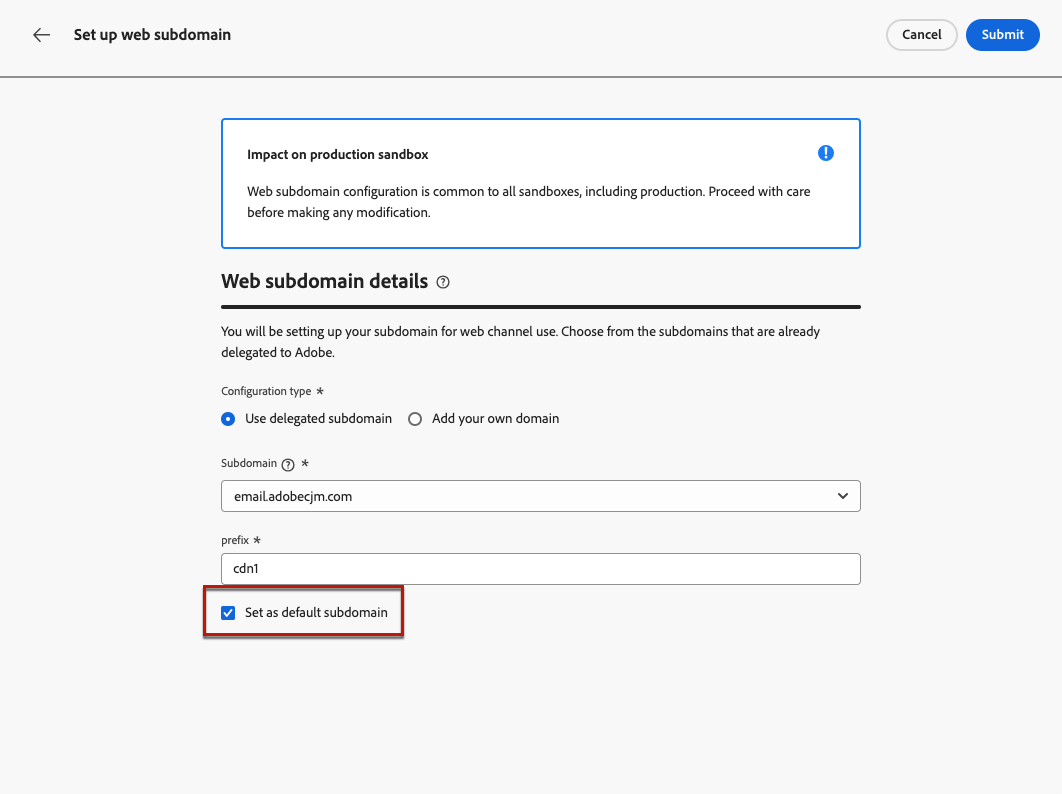 Set up web subdomain
Cancel
Submit
Impact on production sandbox
Web subdomain configuration is common to all sandboxes, including production. Proceed with care
before making any modification.
Web subdomain details
You will be setting up your subdomain for web channel use. Choose from the subdomains that are already
delegated to Adobe.
Configuration type *
Use delegated subdomain
Add your own domain
Subdomain *
email.adobecjm.com
prefix *
cdn1
Set as default subdomain